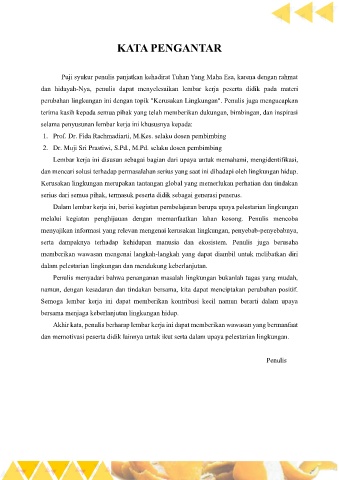 KATA PENGANTAR
Puji syukur penulis panjatkan kehadirat Tuhan Yang Maha Esa, karena dengan rahmat
dan hidayah-Nya, penulis dapat menyelesaikan lembar kerja peserta didik pada materi
perubahan lingkungan ini dengan topik "Kerusakan Lingkungan". Penulis juga mengucapkan
terima kasih kepada semua pihak yang telah memberikan dukungan, bimbingan, dan inspirasi
selama penyusunan lembar kerja ini khususnya kepada:
1. Prof. Dr. Fida Rachmadiarti, M.Kes. selaku dosen pembimbing
2. Dr. Muji Sri Prastiwi, S.Pd., M.Pd. selaku dosen pembimbing
Lembar kerja ini disusun sebagai bagian dari upaya untuk memahami, mengidentifikasi,
dan mencari solusi terhadap permasalahan serius yang saat ini dihadapi oleh lingkungan hidup.
Kerusakan lingkungan merupakan tantangan global yang memerlukan perhatian dan tindakan
serius dari semua pihak, termasuk peserta didik sebagai generasi penerus.
Dalam lembar kerja ini, berisi kegiatan pembelajaran berupa upaya pelestarian lingkungan
melalui kegiatan penghijauan dengan memanfaatkan lahan kosong. Penulis mencoba
menyajikan informasi yang relevan mengenai kerusakan lingkungan, penyebab-penyebabnya,
serta dampaknya terhadap kehidupan manusia dan ekosistem. Penulis juga berusaha
memberikan wawasan mengenai langkah-langkah yang dapat diambil untuk melibatkan diri
dalam pelestarian lingkungan dan mendukung keberlanjutan.
Penulis menyadari bahwa penanganan masalah lingkungan bukanlah tugas yang mudah,
namun, dengan kesadaran dan tindakan bersama, kita dapat menciptakan perubahan positif.
Semoga lembar kerja ini dapat memberikan kontribusi kecil namun berarti dalam upaya
bersama menjaga keberlanjutan lingkungan hidup.
Akhir kata, penulis berharap lembar kerja ini dapat memberikan wawasan yang bermanfaat
dan memotivasi peserta didik lainnya untuk ikut serta dalam upaya pelestarian lingkungan.
Penulis